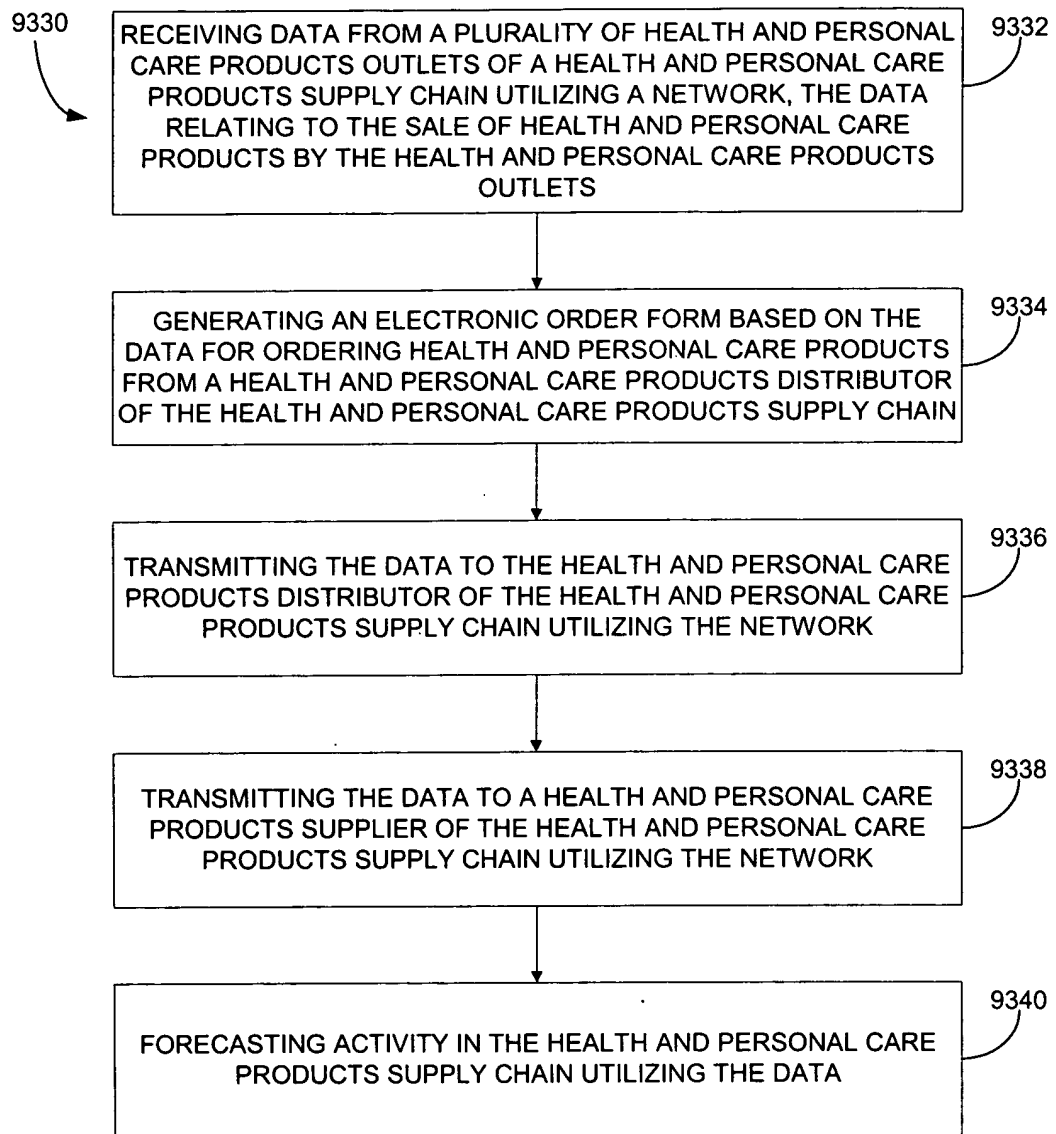 9330
RECEIVING DATA FROM A PLURALITY OF HEALTH AND PERSONAL
CARE PRODUCTS OUTLETS OF A HEALTH AND PERSONAL CARE
PRODUCTS SUPPLY CHAIN UTILIZING A NETWORK, THE DATA
RELATING TO THE SALE OF HEALTH AND PERSONAL CARE
PRODUCTS BY THE HEALTH AND PERSONAL CARE PRODUCTS
OUTLETS
9332
GENERATING AN ELECTRONIC ORDER FORM BASED ON THE
DATA FOR ORDERING HEALTH AND PERSONAL CARE PRODUCTS
FROM A HEALTH AND PERSONAL CARE PRODUCTS DISTRIBUTOR
OF THE HEALTH AND PERSONAL CARE PRODUCTS SUPPLY CHAIN
9334
TRANSMITTING THE DATA TO THE HEALTH AND PERSONAL CARE
PRODUCTS DISTRIBUTOR OF THE HEALTH AND PERSONAL CARE
PRODUCTS SUPPLY CHAIN UTILIZING THE NETWORK
9336
TRANSMITTING THE DATA TO A HEALTH AND PERSONAL CARE
PRODUCTS SUPPLIER OF THE HEALTH AND PERSONAL CARE
PRODUCTS SUPPLY CHAIN UTILIZING THE NETWORK
9338
FORECASTING ACTIVITY IN THE HEALTH AND PERSONAL CARE
PRODUCTS SUPPLY CHAIN UTILIZING THE DATA
9340